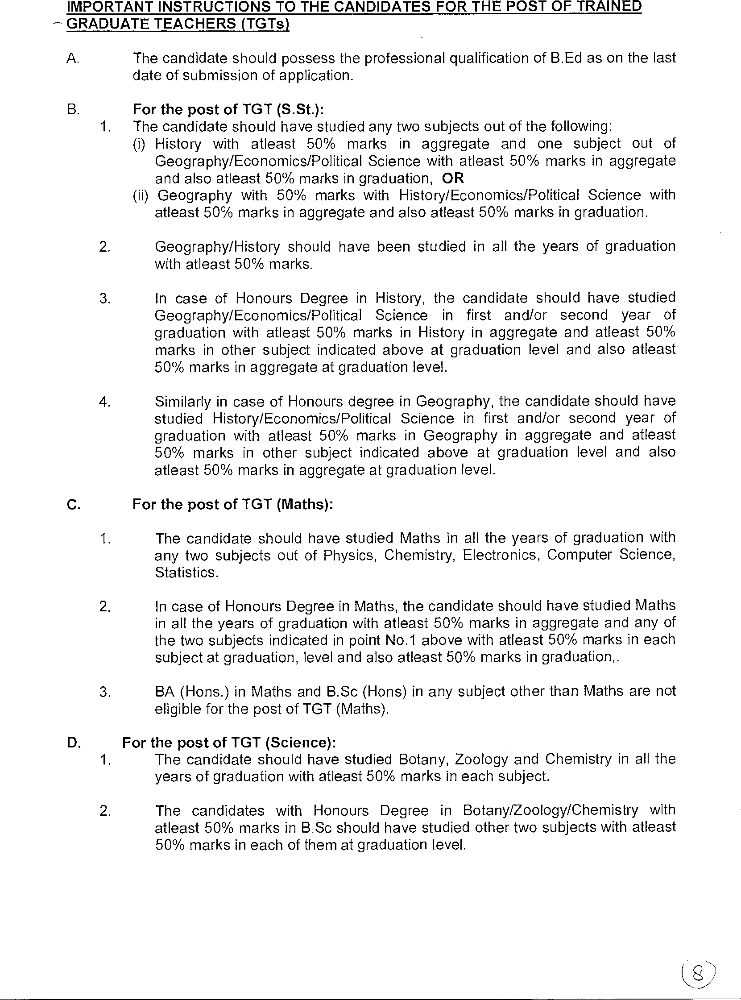 IMPORTANT INSTRUCTIONS TO THE CANDIDATES FOR THE POST OF TRAINED
GRADUATE TEACHERS (TGTs)
A. The candidate should possess the professional qualification of B.Ed as on the last
date of submission of application.
B. For the post of TGT (S.St.):
1. The candidate should have studied any two subjects out of the following:
(i) History with atleast 50% marks in aggregate and one subject out of
Geography/Economics/Political Science with atleast 50% marks in aggregate
and also atleast 50% marks in graduation, OR
(ii) Geography with 50% marks with History/Economics/Political Science with
atleast 50% marks in aggregate and also atleast 50% marks in graduation.
2. Geography/History should have been studied in all the years of graduation
with atleast 50% marks.
3. In case of Honours Degree in History, the candidate should have studied
Geography/Economics/Political Science in first and/or second year of
graduation with atleast 50% marks in History in aggregate and atleast 50%
marks in other subject indicated above at graduation level and also atleast
50% marks in aggregate at graduation level.
4. Similarly in case of Honours degree in Geography, the candidate should have
studied History/Economics/Political Science in first and/or second year of
graduation with atleast 50% marks in Geography in aggregate and atleast
50% marks in other subject indicated above at graduation level and also
atleast 50% marks in aggregate at graduation level.
C. For the post of TGT (Maths):
1. The candidate should have studied Maths in all the years of graduation with
any two subjects out of Physics, Chemistry, Electronics, Computer Science,
Statistics.
2. In case of Honours Degree in Maths, the candidate should have studied Maths
in all the years of graduation with atleast 50% marks in aggregate and any of
the two subjects indicated in point No.1 above with atleast 50% marks in each
subject at graduation, level and also atleast 50% marks in graduation,.
3. BA (Hons.) in Maths and B.Sc (Hons) in any subject other than Maths are not
eligible for the post of TGT (Maths).
D. For the post of TGT (Science):
1. The candidate should have studied Botany, Zoology and Chemistry in all the
years of graduation with atleast 50% marks in each subject.
2. The candidates with Honours Degree in Botany/Zoology/Chemistry with
atleast 50% marks in B.Sc should have studied other two subjects with atleast
50% marks in each of them at graduation level.
8